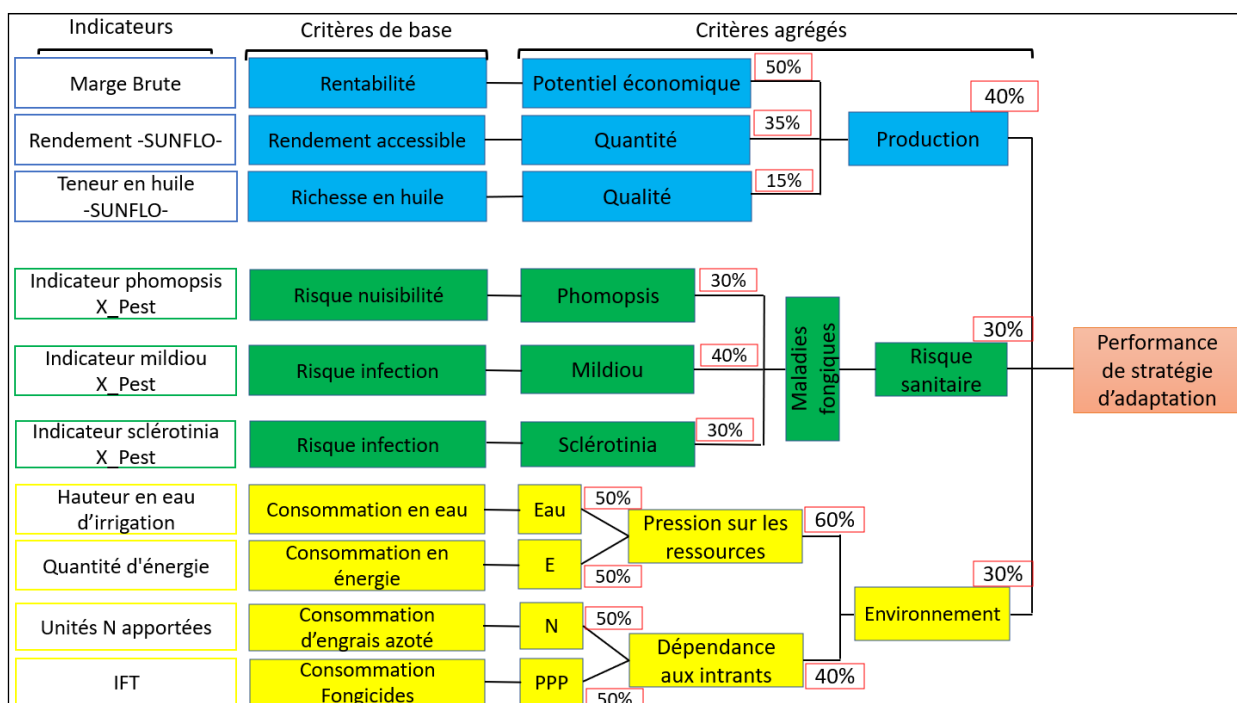 Indicateurs
Critères de base
Critères agrégés
Marge Brute
Rentabilité
Potentiel économique
50%
40%
Rendement -SUNFLO-
Rendement accessible
Quantité
35%
Production
Teneur en huile
-SUNFLO-
Richesse en huile
Qualité
15%
Indicateur phomopsis
X_Pest
Risque nuisibilité
Phomopsis
30%
Indicateur mildiou
X_Pest
Risque infection
Mildiou
40%
Maladies
fongiques
Risque
sanitaire
30%
Performance
de stratégie
d'adaptation
Indicateur sclérotinia
X_Pest
Risque infection
Sclérotinia
30%
Hauteur en eau
d'irrigation
Consommation en eau
Eau
50%
Pression sur les
ressources
60%
Quantité d'énergie
Consommation en
énergie
E
50%
30%
Environnement
Unités N apportées
Consommation
d'engrais azoté
N
50%
Dépendance
aux intrants
40%
IFT
Consommation
Fongicides
PPP
50%